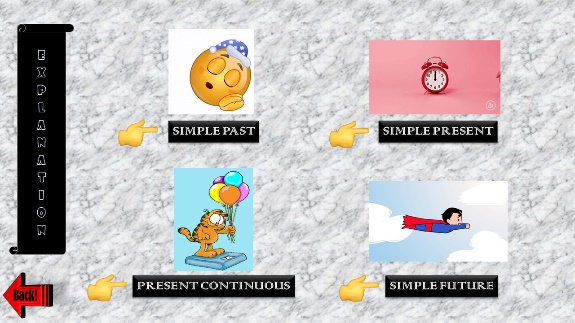 EXPLANATION
SIMPLE PAST
SIMPLE PRESENT
PRESENT CONTINUOUS
SIMPLE FUTURE
Back!